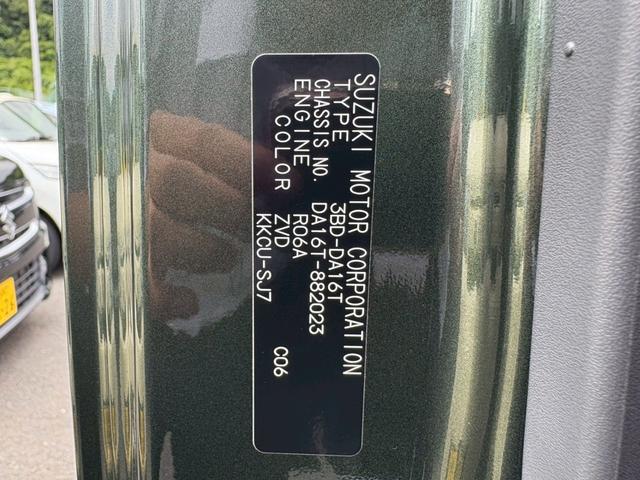 SUZUKI MOTOR CORPORATION
TYPE 3BD-DA16T
CHASSIS NO. DA16T-882023
ENGINE R06A
COLOR ZVD C06
KKCU-SJ7